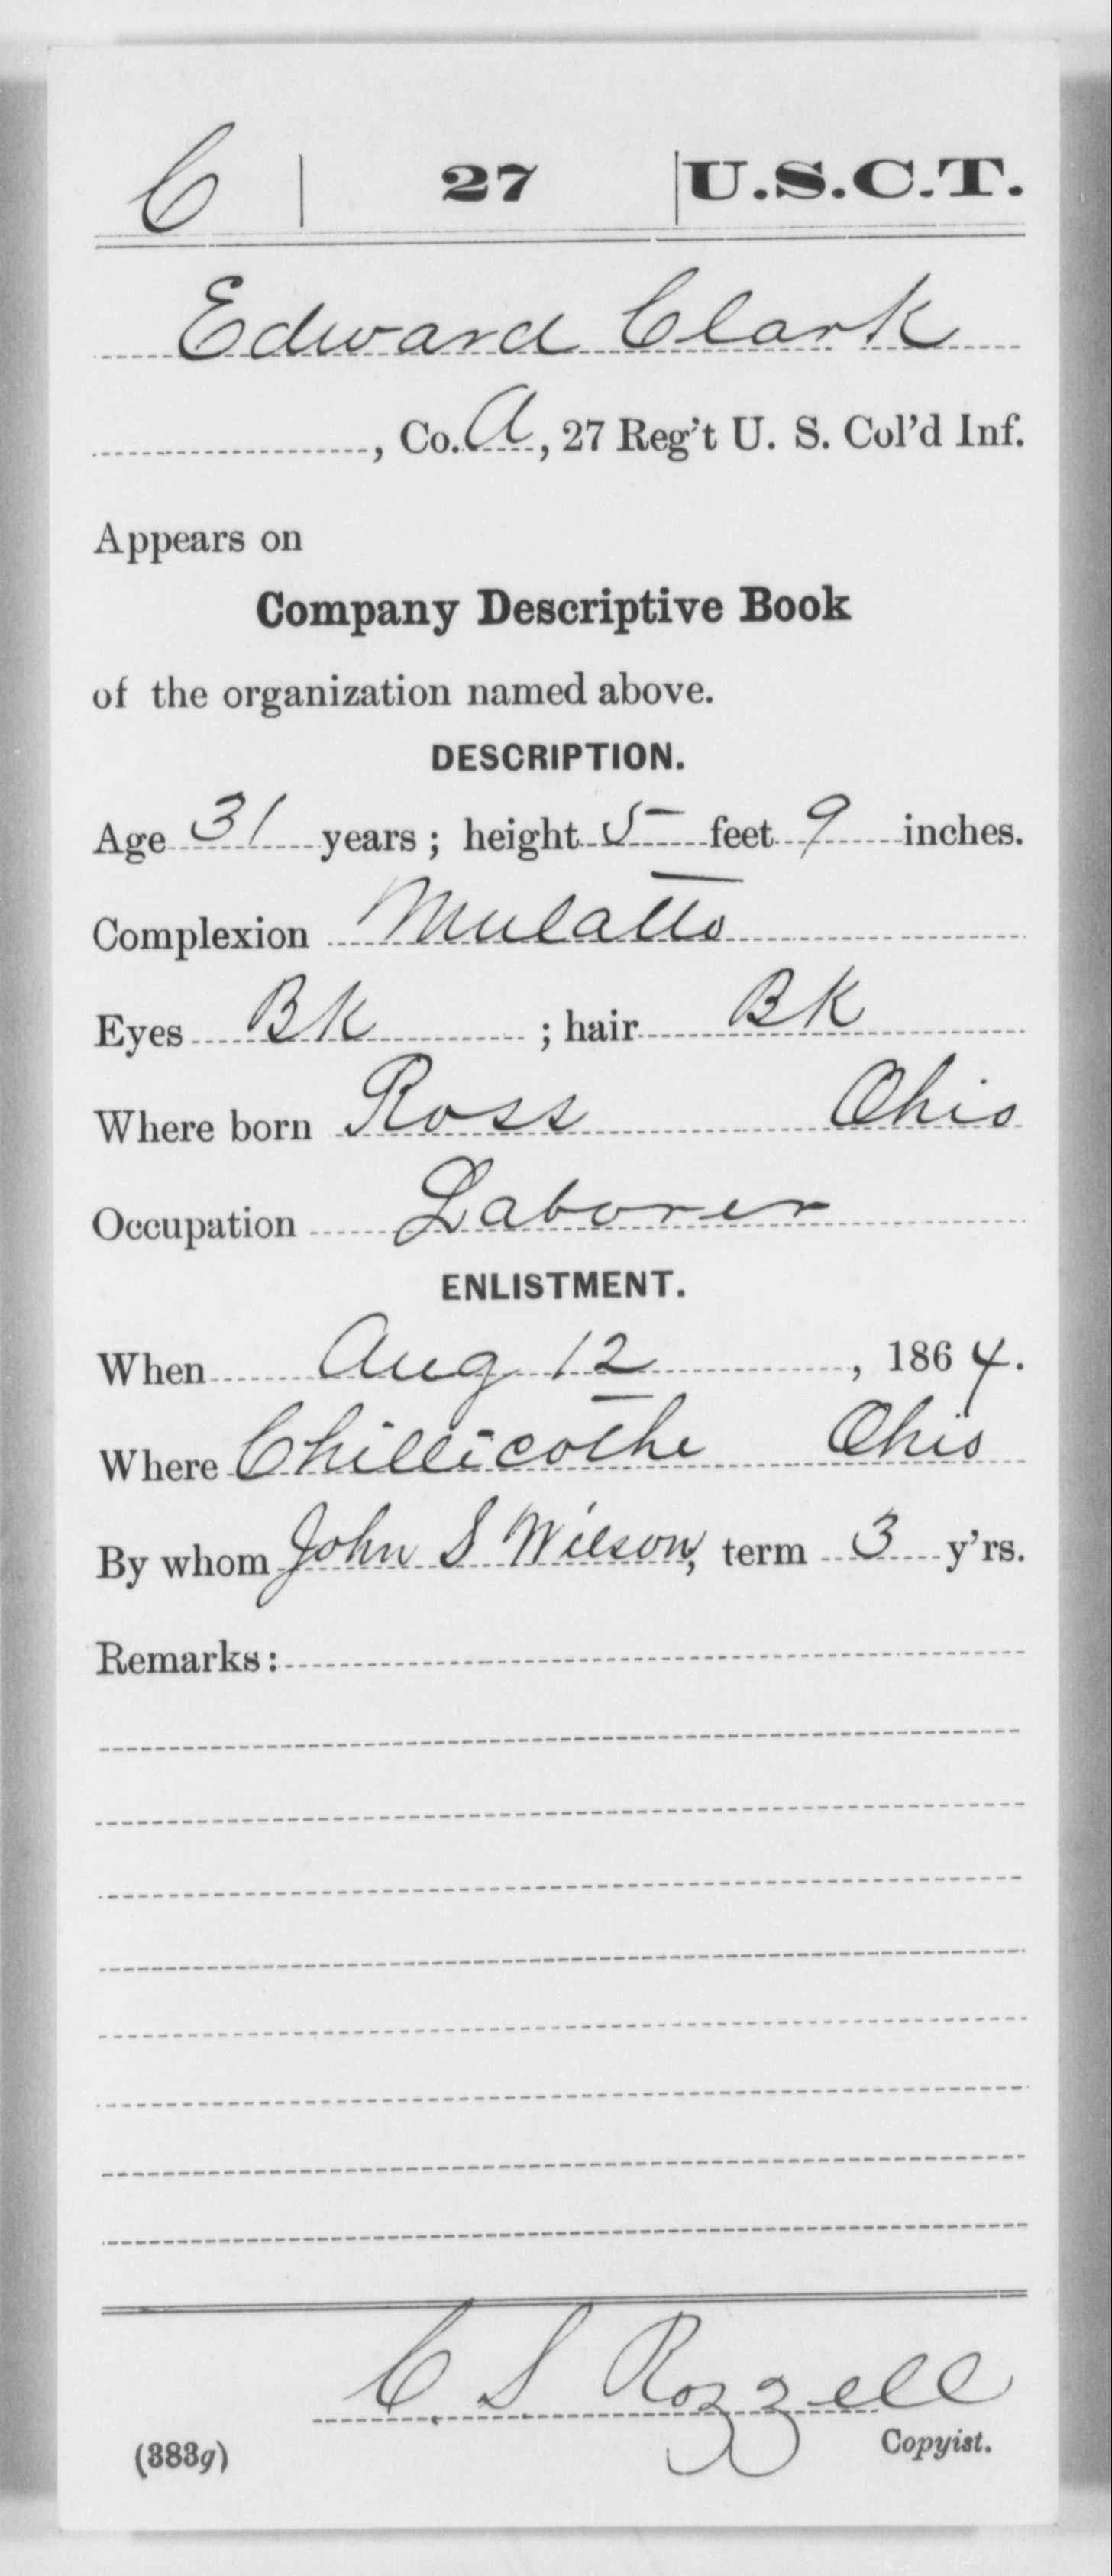 C | 27 | U.S.C.T.
Edward Clark
, Co. A, 27 Reg't U. S. Col'd Inf.
Appears on
Company Descriptive Book
of the organization named above.
DESCRIPTION.
Age 31 years; height 5 feet 9 inches.
Complexion Mulatto
Eyes Bk ; hair Bk
Where born Ross Ohio
Occupation Laborer
ENLISTMENT.
When Aug 12, 1864.
Where Chillicothe Ohio
By whom John S Wilson, term 3 y'rs.
Remarks:
C S Rozzell
Copyist.
(383g)